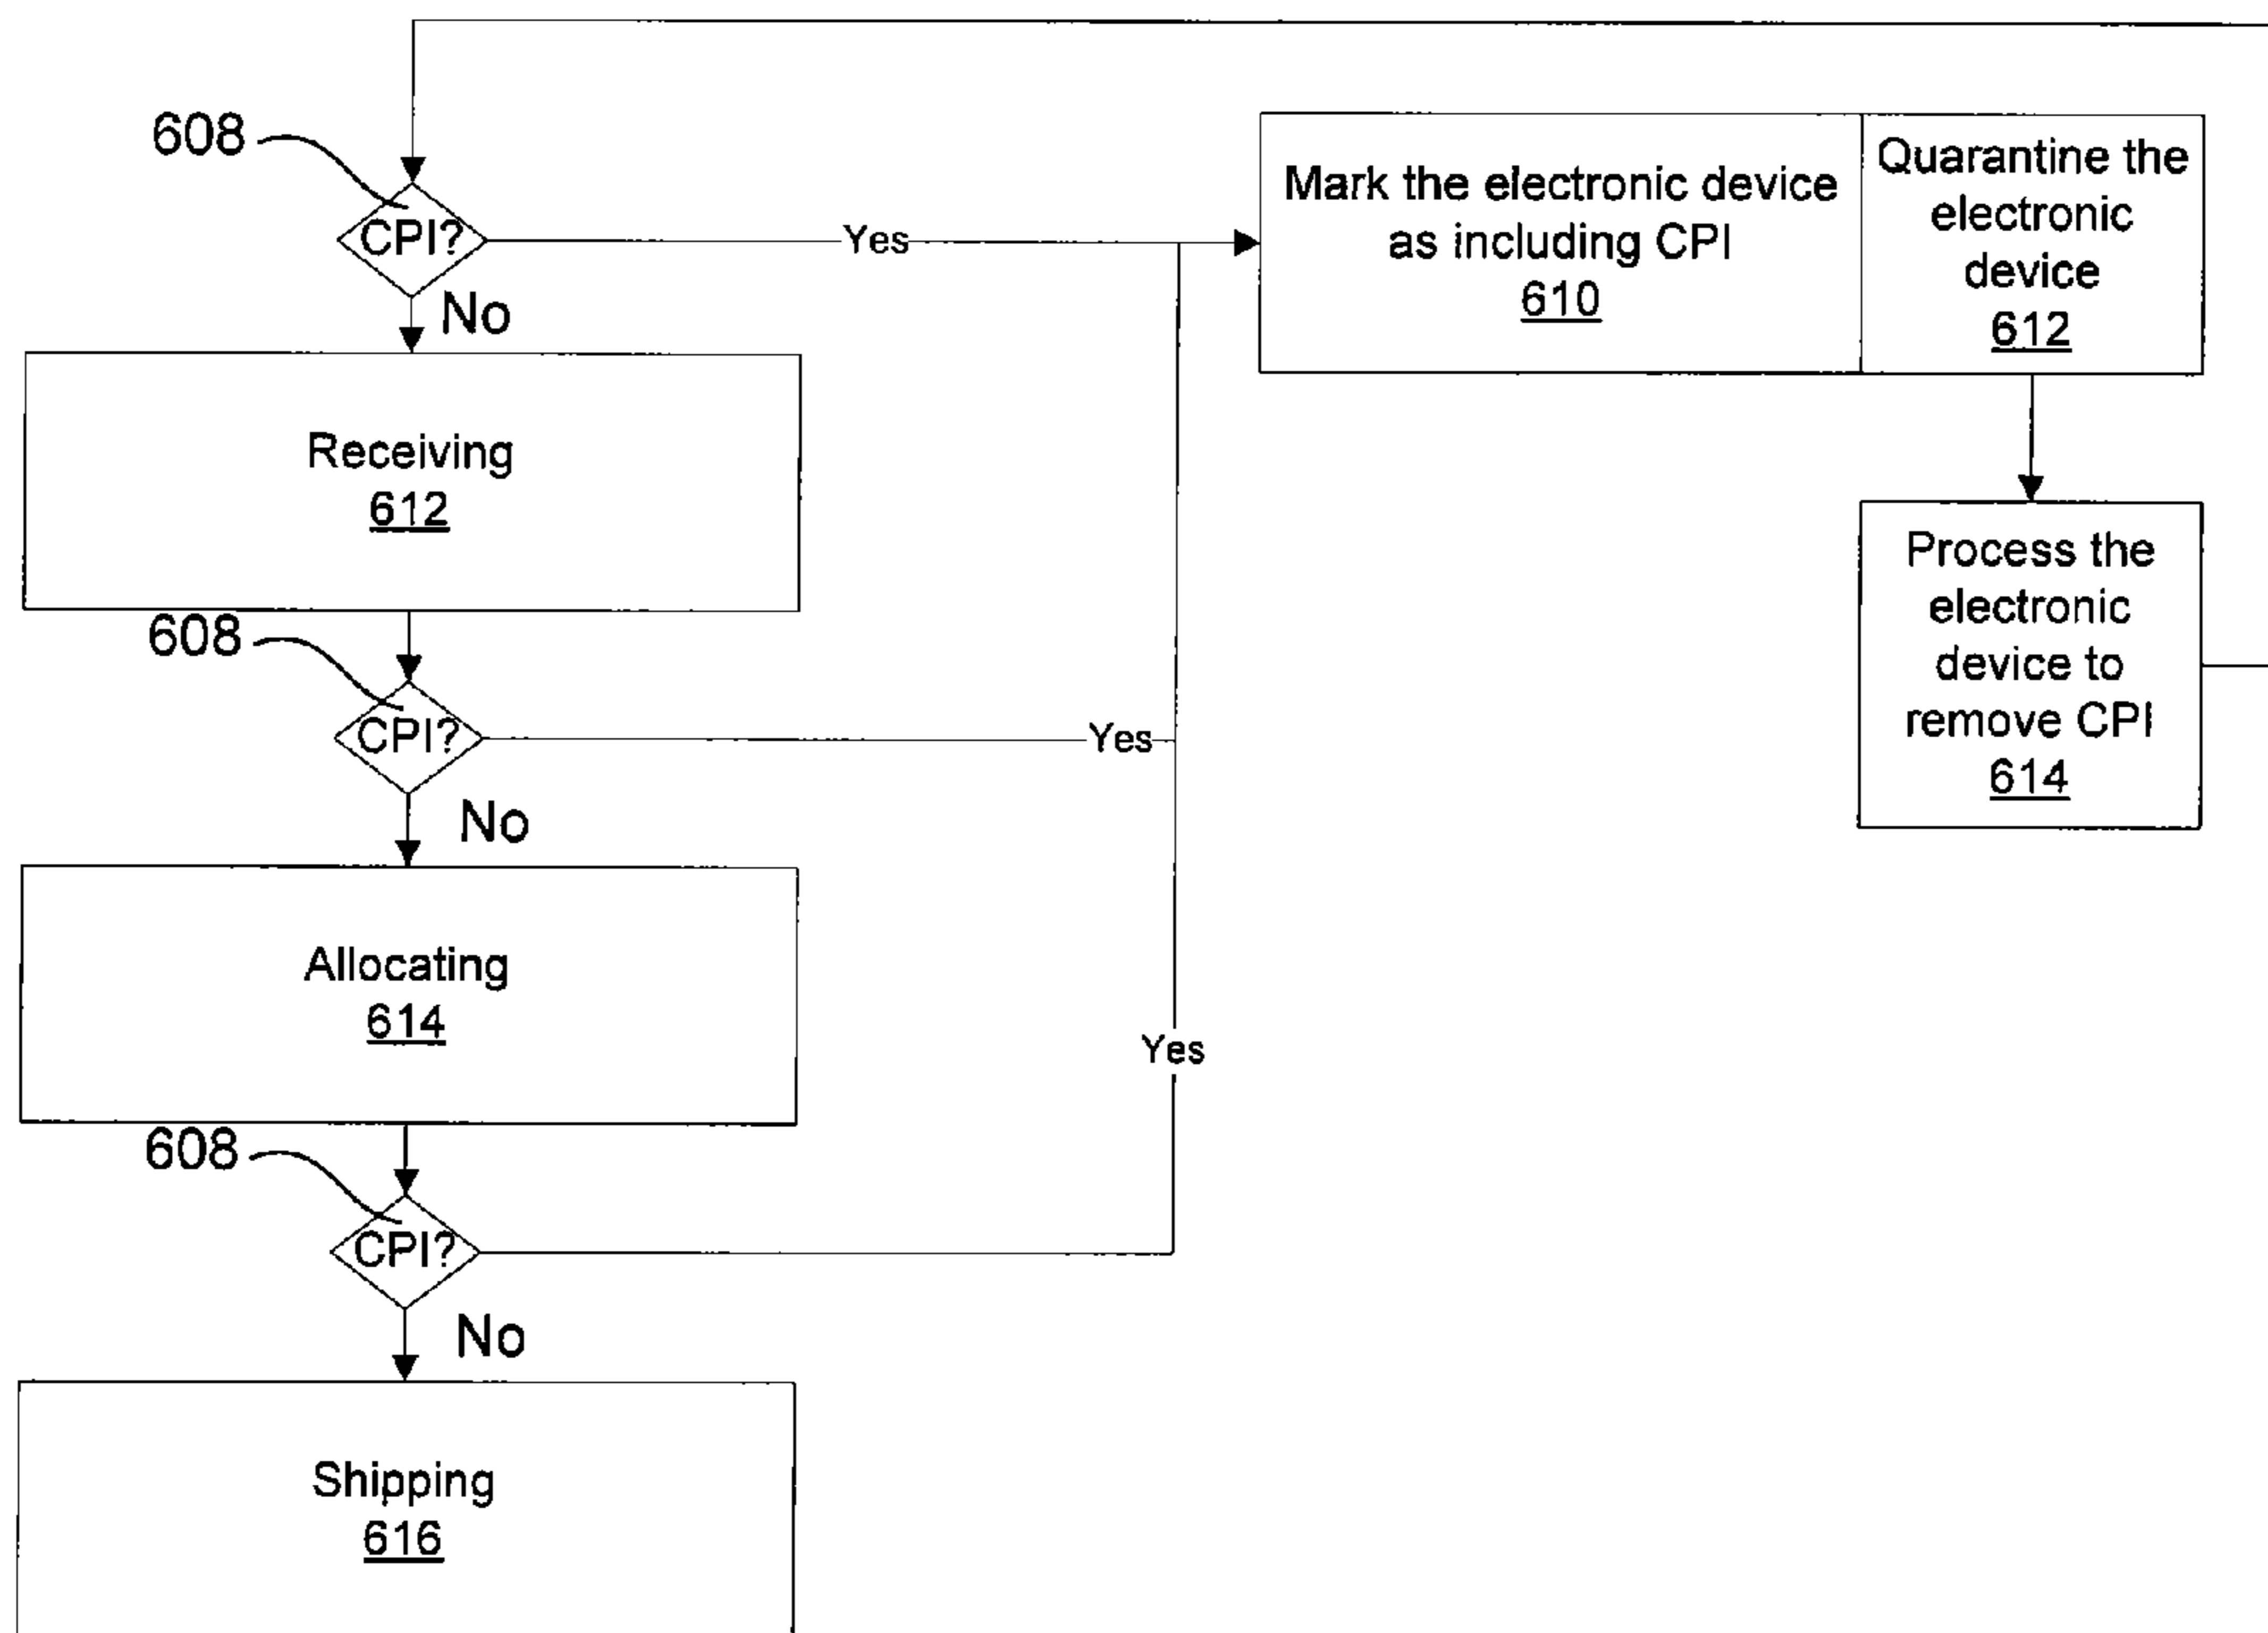 608
CPI?
Yes
No
Mark the electronic device
as including CPI
610
Quarantine the
electronic
device
612
Receiving
612
Process the
electronic
device to
remove CPI
614
608
CPI?
Yes
No
Allocating
614
Yes
608
CPI?
No
Shipping
616